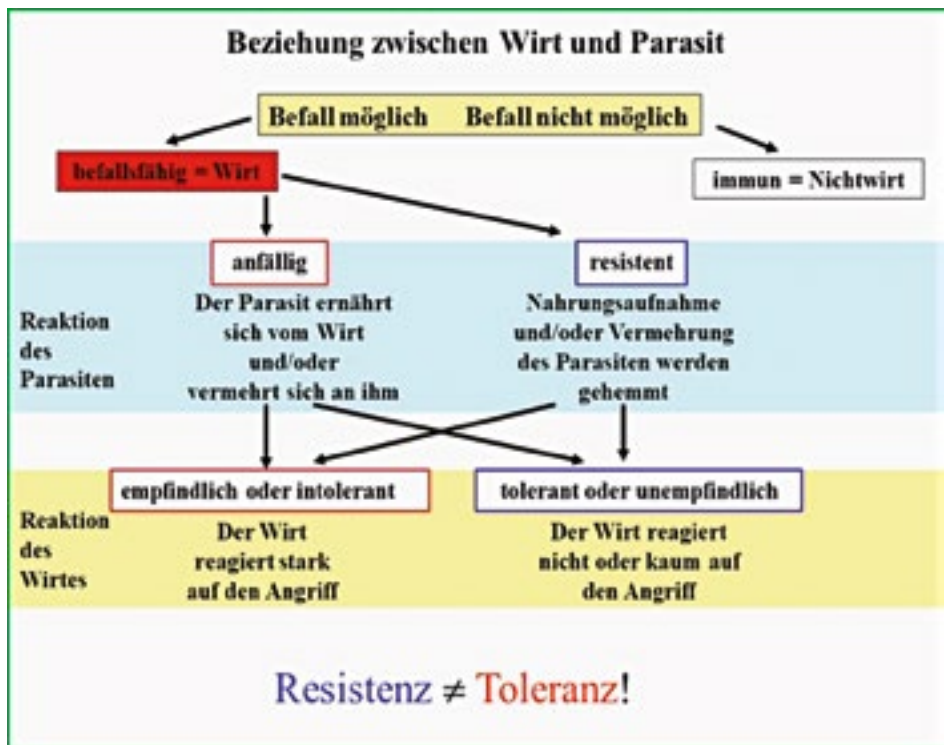 Beziehung zwischen Wirt und Parasit
Befall möglich Befall nicht möglich
befallsfähig = Wirt
immun = Nichtwirt
anfällig
resistent
Reaktion
des
Parasiten
Der Parasit ernährt
sich vom Wirt
und/oder
vermehrt sich an ihm
Nahrungsaufnahme
und/oder Vermehrung
des Parasiten werden
gehemmt
empfindlich oder intolerant
tolerant oder unempfindlich
Reaktion
des
Wirtes
Der Wirt
reagiert stark
auf den Angriff
Der Wirt reagiert
nicht oder kaum auf
den Angriff
Resistenz ≠ Toleranz!